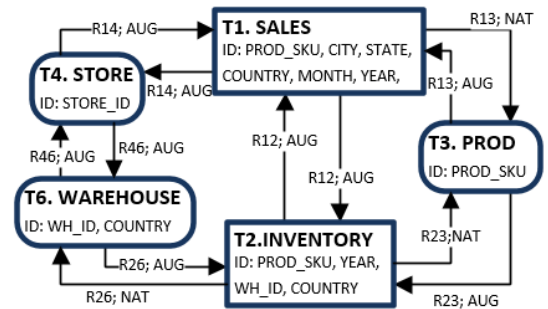 R14; AUG
T1. SALES
ID: PROD_SKU, CITY, STATE,
COUNTRY, MONTH, YEAR,
R13; NAT
T4. STORE
ID: STORE_ID
R14; AUG
R13; AUG
R46; AUG
R46; AUG
R12; AUG
R12; AUG
T3. PROD
ID: PROD_SKU
T6. WAREHOUSE
ID: WH_ID, COUNTRY
T2.INVENTORY
ID: PROD_SKU, YEAR,
WH_ID, COUNTRY
R23;NAT
R26; AUG
R26; NAT
R23; AUG